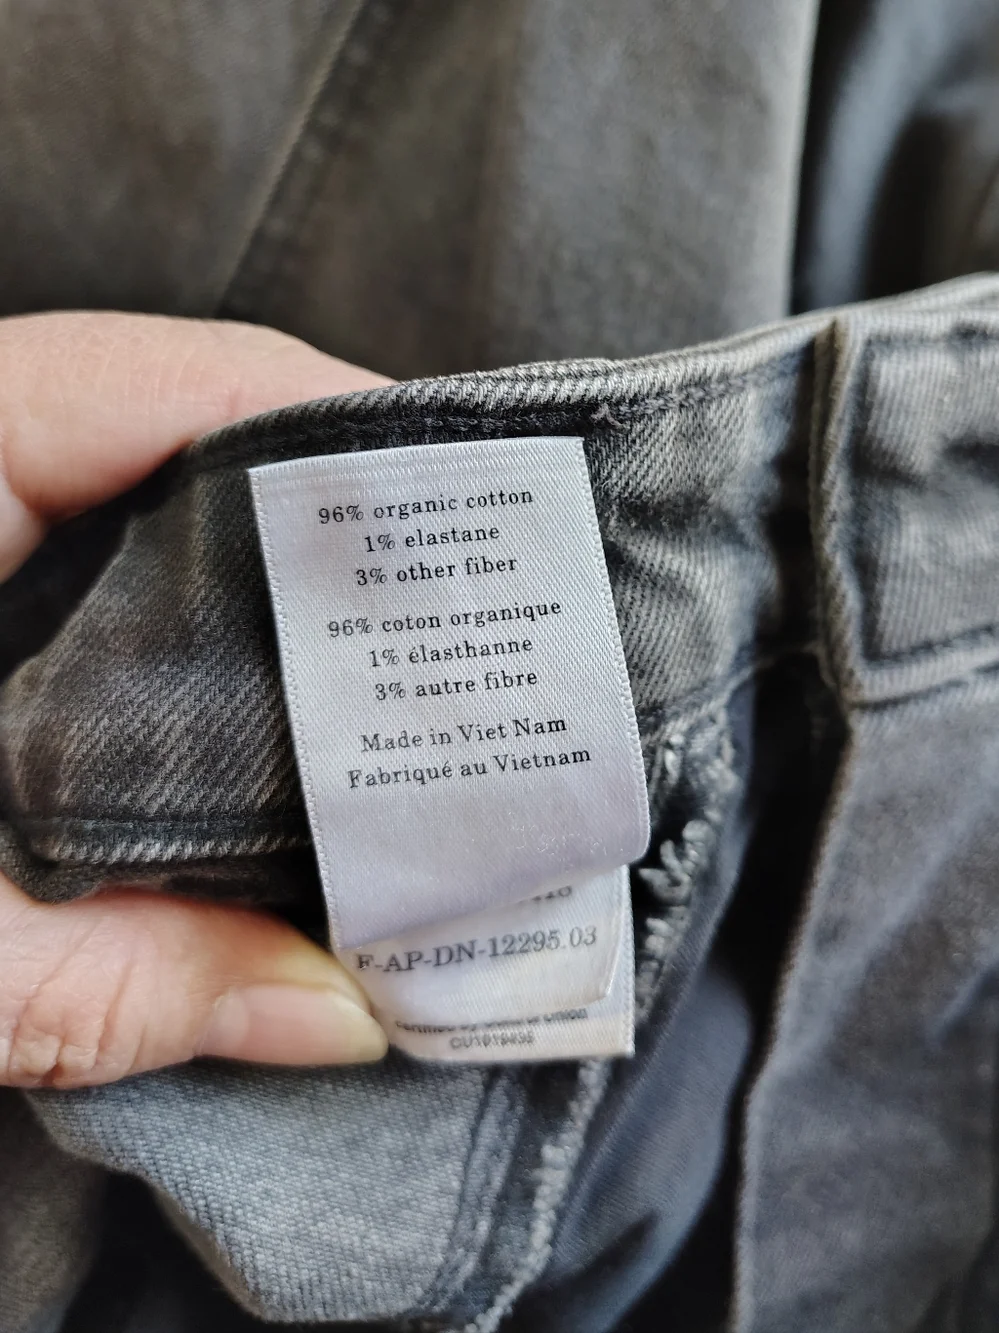 96% organic cotton
1% elastane
3% other fiber
96% coton organique
1% élasthanne
3% autre fibre
Made in Viet Nam
Fabriqué au Vietnam
F-AP-DN-12295.03
Union